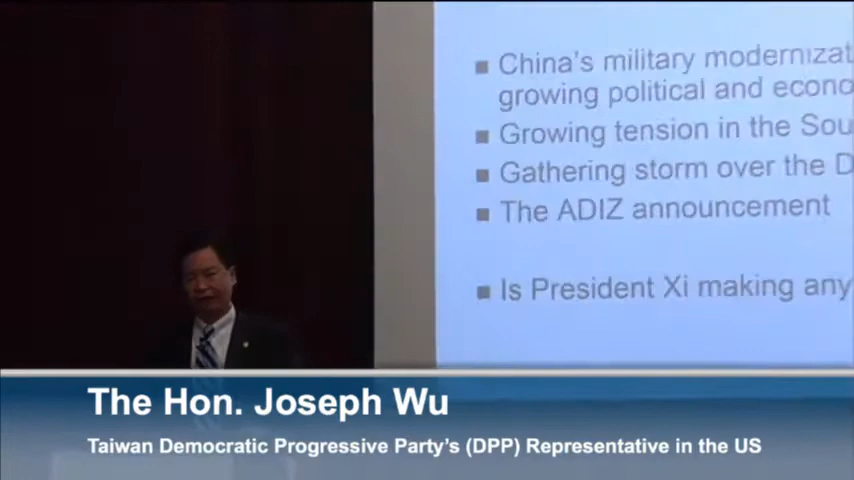 China's military modernizat
growing political and econo
Growing tension in the Sou
Gathering storm over the D
The ADIZ announcement
Is President Xi making any
The Hon. Joseph Wu
Taiwan Democratic Progressive Party's (DPP) Representative in the US